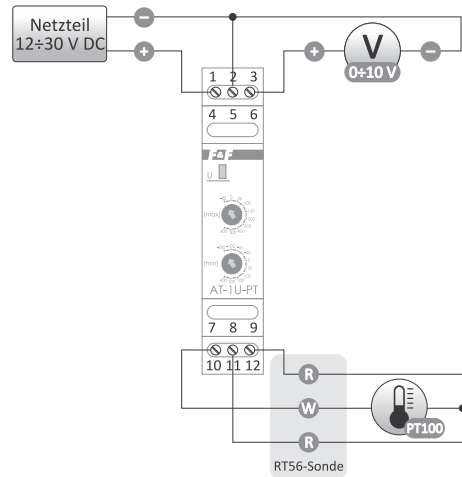 Netzteil
12÷30 V DC
−
+
+
V
0÷10 V
−
1 2 3
4 5 6
F&F
U
[max]
[min]
AT-1U-PT
7 8 9
10 11 12
R
W
R
PT100
RT56-Sonde